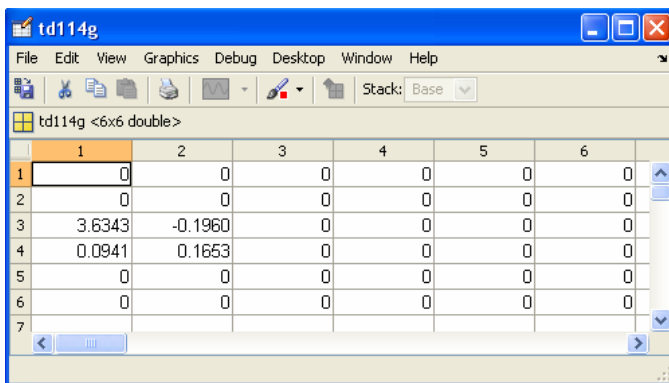 td114g
File Edit View Graphics Debug Desktop Window Help
Stack: Base
td114g <6x6 double>
1 2 3 4 5 6
1 0 0 0 0 0 0
2 0 0 0 0 0 0
3 3.6343 -0.1960 0 0 0 0
4 0.0941 0.1653 0 0 0 0
5 0 0 0 0 0 0
6 0 0 0 0 0 0
7